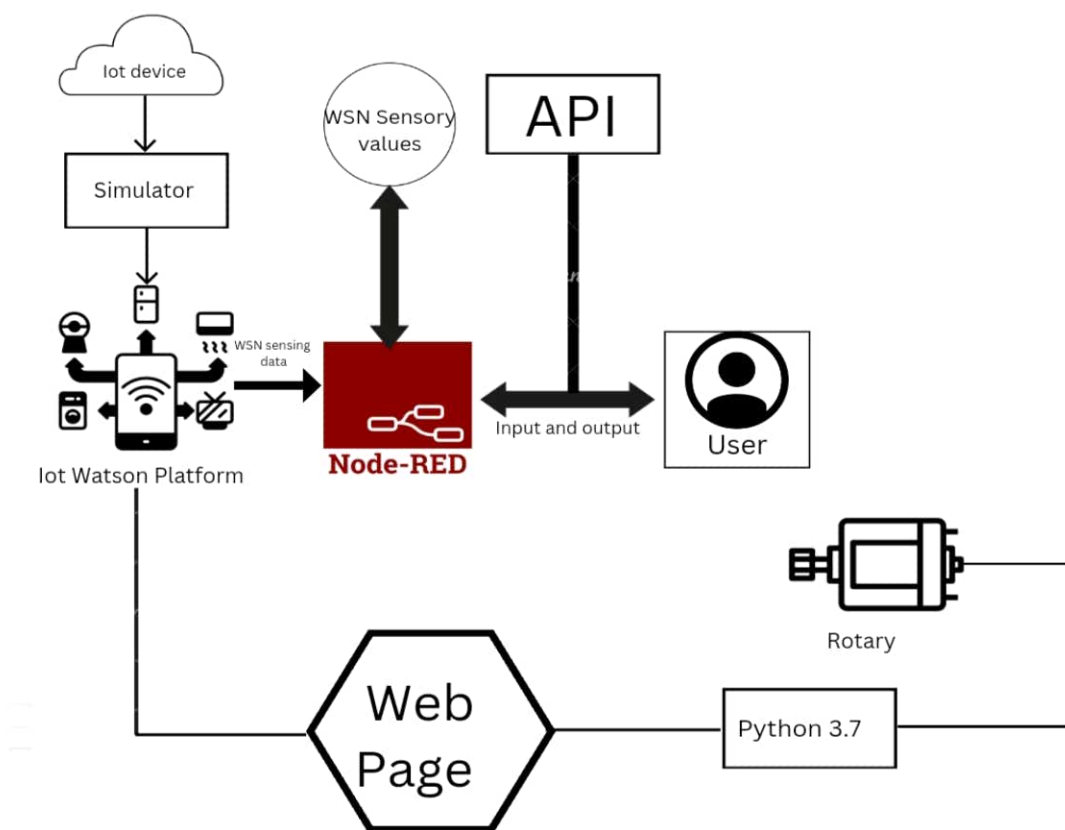 Iot device
Simulator
WSN Sensory
values
API
WSN sensing
data
Node-RED
Input and output
User
Iot Watson Platform
Rotary
Web
Page
Python 3.7